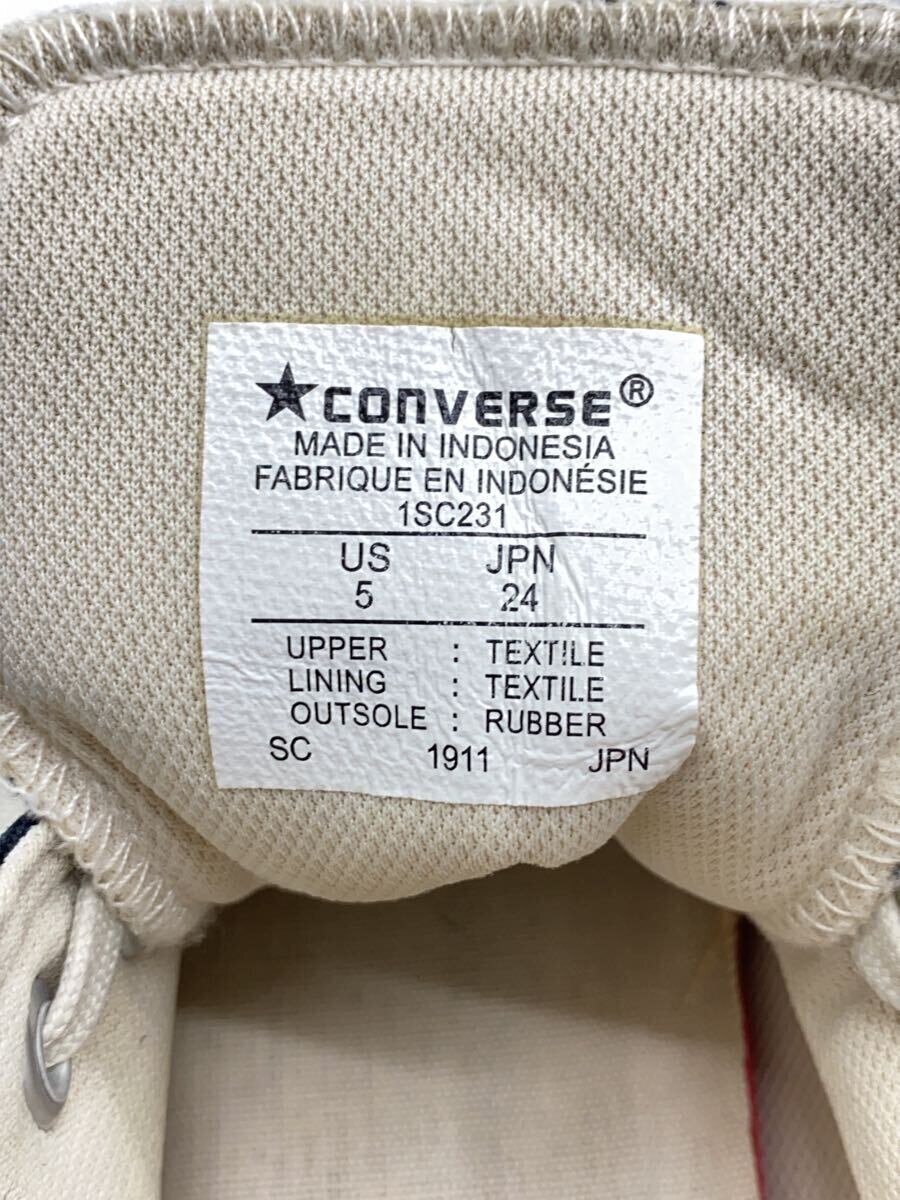 ★CONVERSE®
MADE IN INDONESIA
FABRIQUE EN INDONÉSIE
1SC231
US JPN
5 24
UPPER : TEXTILE
LINING : TEXTILE
OUTSOLE : RUBBER
SC 1911 JPN